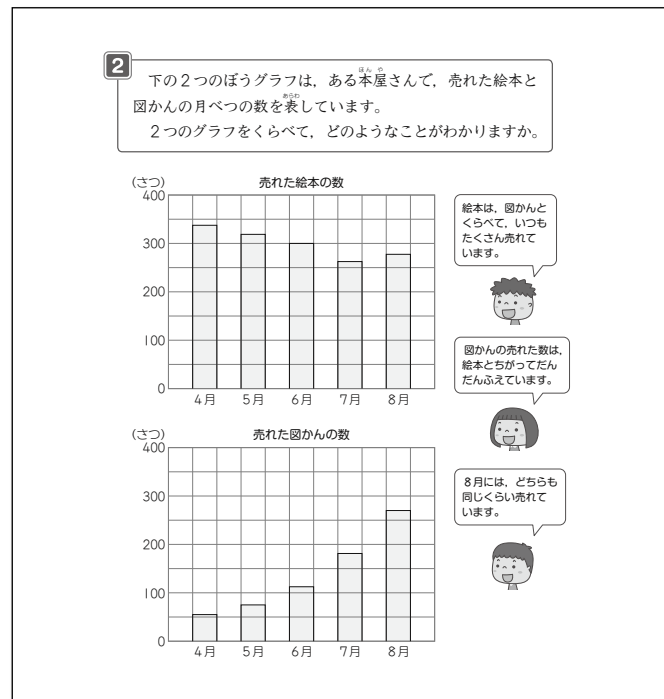 2
下の2つのぼうグラフは，ある本屋さんで，売れた絵本と
図かんの月べつの数を表しています。
2つのグラフをくらべて，どのようなことがわかりますか。
ほん や
あらわ
(さつ)
売れた絵本の数
400
300
200
100
0
4月 5月 6月 7月 8月
絵本は，図かんと
くらべて，いつも
たくさん売れて
います。
図かんの売れた数は，
絵本とちがってだん
だんふえています。
(さつ)
売れた図かんの数
400
300
200
100
0
4月 5月 6月 7月 8月
8月には，どちらも
同じくらい売れて
います。